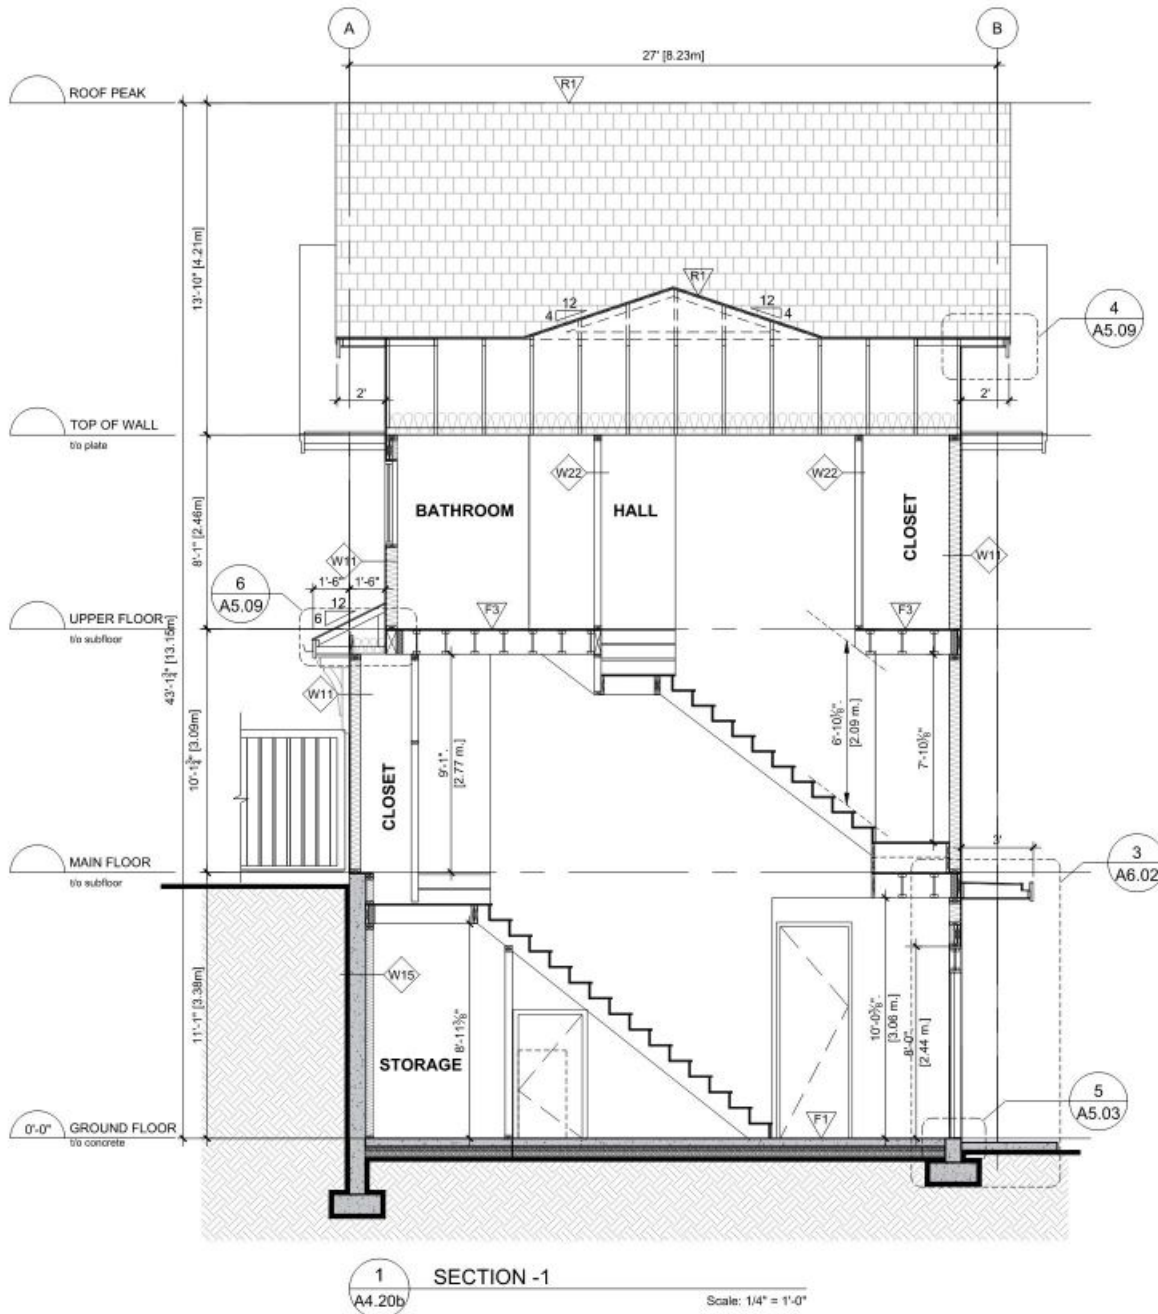 A
B
27' [8.23m]
ROOF PEAK
R1
13'-10" [4.21m]
R1
12
4
12
4
4
A5.09
2'
2'
TOP OF WALL
t/o plate
W22
W22
BATHROOM
HALL
CLOSET
8'-1" [2.46m]
W11
W11
6
A5.09
1'-6"
1'-6"
12
6
F3
F3
UPPER FLOOR
t/o subfloor
43'-1¾" [13.15m]
W11
10'-1¾" [3.09m]
CLOSET
9'-1".
[2.77 m.]
6'-10⅛".
[2.09 m.]
7'-10⅛"
3'
3
A6.02
MAIN FLOOR
t/o subfloor
W15
11'-1" [3.38m]
8'-11⅜"
STORAGE
10'-0⅜".
[3.06 m.]
8'-0"
[2.44 m.]
5
A5.03
F1
0'-0"
GROUND FLOOR
t/o concrete
1
A4.20b
SECTION -1
Scale: 1/4" = 1'-0"